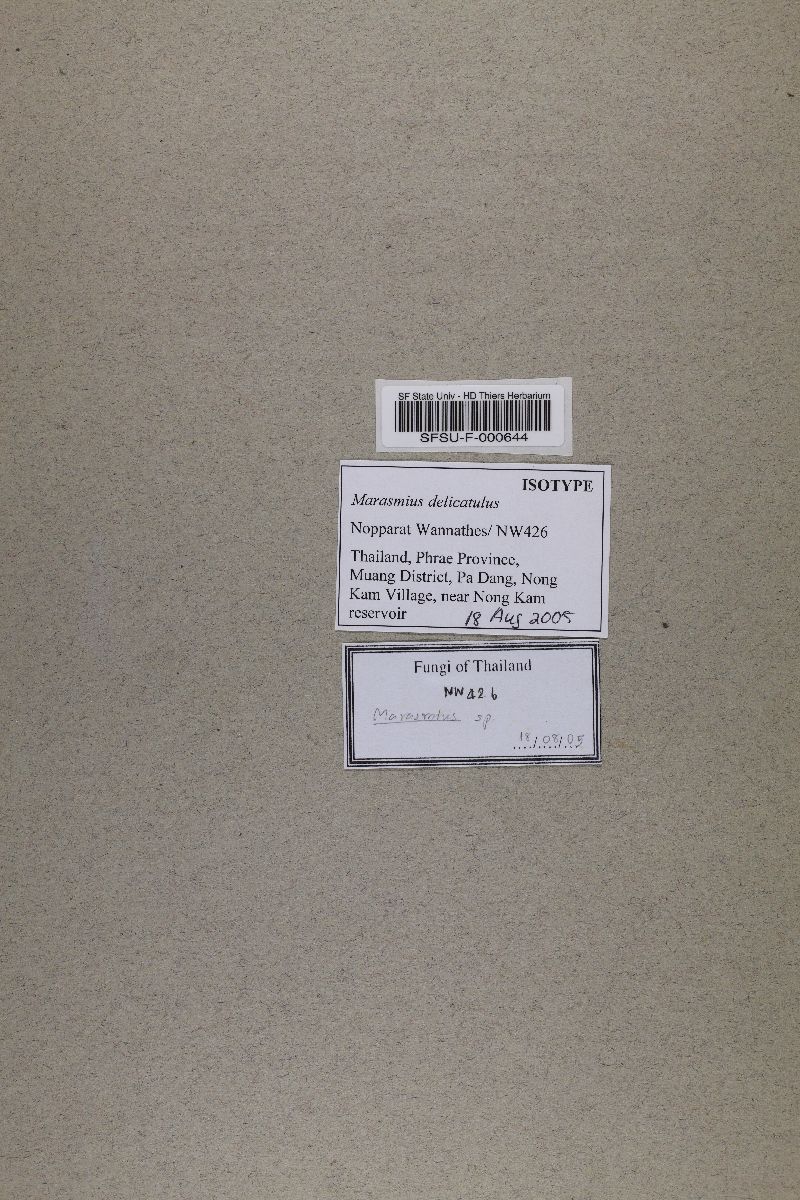 SF State Univ - HD Thiers Herbarium
SFSU-F-000644
ISOTYPE
Marasmius delicatulus
Nopparat Wannathes/ NW426
Thailand, Phrae Province,
Muang District, Pa Dang, Nong
Kam Village, near Nong Kam
reservoir 18 Aug 2005
Fungi of Thailand
NW426
Marasmius sp
18/08/05